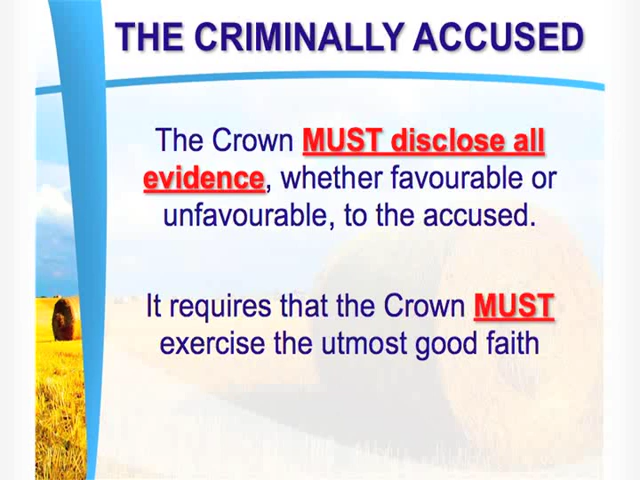 THE CRIMINALLY ACCUSED
The Crown MUST disclose all
evidence, whether favourable or
unfavourable, to the accused.
It requires that the Crown MUST
exercise the utmost good faith